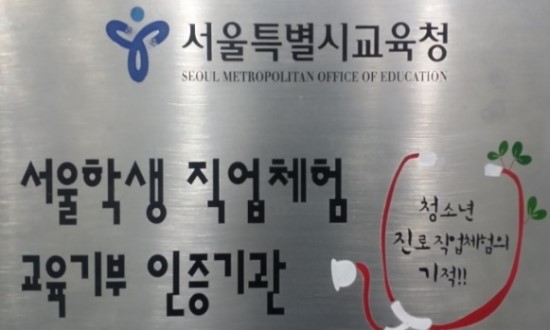 서울특별시교육청
SEOUL METROPOLITAN OFFICE OF EDUCATION
서울학생 직업체험
교육기부 인증기관
청소년
진로직업체험의
기적!!